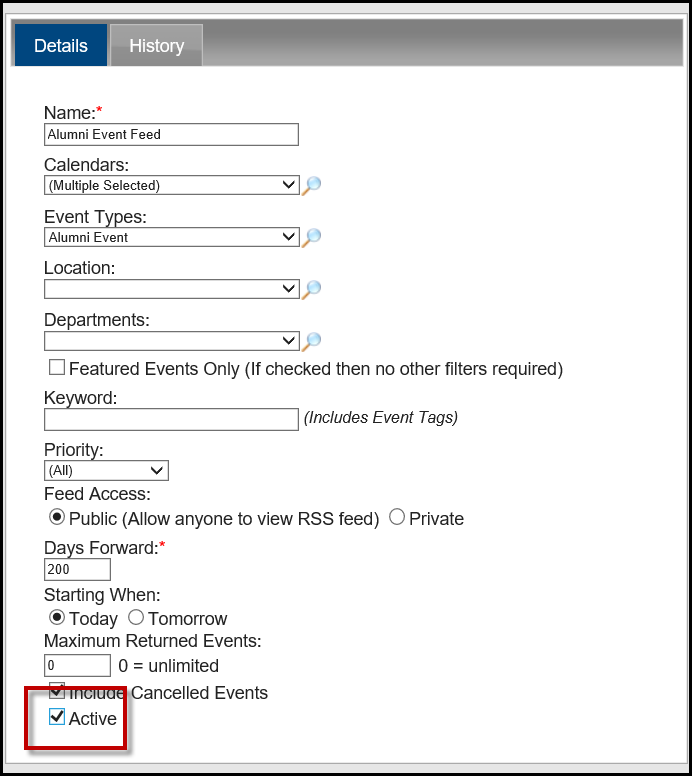 Details History
Name:*
Alumni Event Feed
Calendars:
(Multiple Selected)
Event Types:
Alumni Event
Location:
Departments:
Featured Events Only (If checked then no other filters required)
Keyword:
(Includes Event Tags)
Priority:
(All)
Feed Access:
Public (Allow anyone to view RSS feed) Private
Days Forward:*
200
Starting When:
Today Tomorrow
Maximum Returned Events:
0 0 = unlimited
Include Cancelled Events
Active